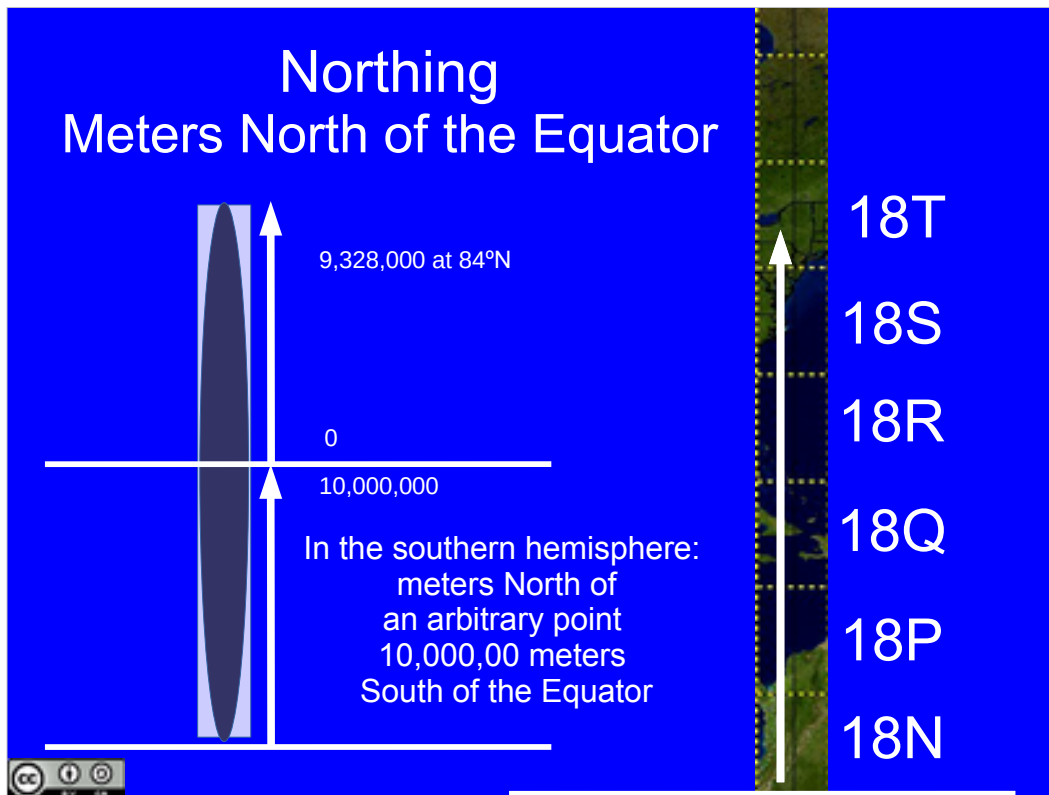 Northing
Meters North of the Equator
9,328,000 at 84ºN
0
10,000,000
In the southern hemisphere:
meters North of
an arbitrary point
10,000,00 meters
South of the Equator
18T
18S
18R
18Q
18P
18N
cc